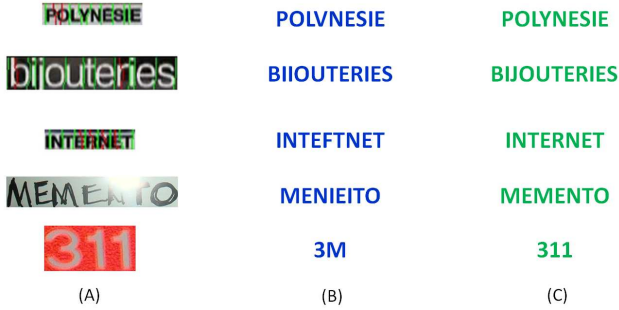 POLYNESIE POLVNESIE POLYNESIE
bijouteries BIIOUTERIES BIJOUTERIES
INTERNET INTEFTNET INTERNET
MEMENTO MENIEITO MEMENTO
311 3M 311
(A) (B) (C)